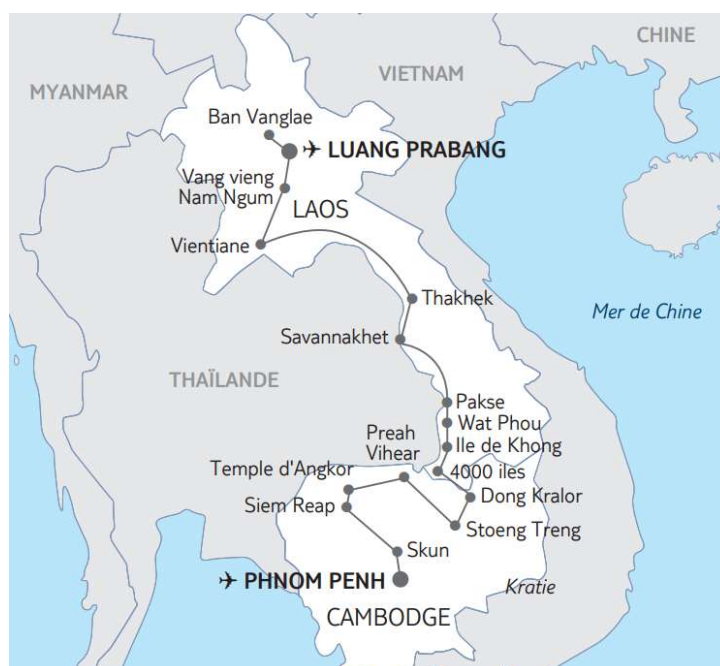 CHINE
VIETNAM
MYANMAR
Ban Vanglae
✈ LUANG PRABANG
Vang vieng
Nam Ngum
LAOS
Vientiane
Thakhek
Mer de Chine
Savannakhet
THAÏLANDE
Pakse
Wat Phou
Preah
Vihear
Ile de Khong
Temple d'Angkor
4000 iles
Siem Reap
Dong Kralor
Stoeng Treng
Skun
✈ PHNOM PENH
Kratie
CAMBODGE